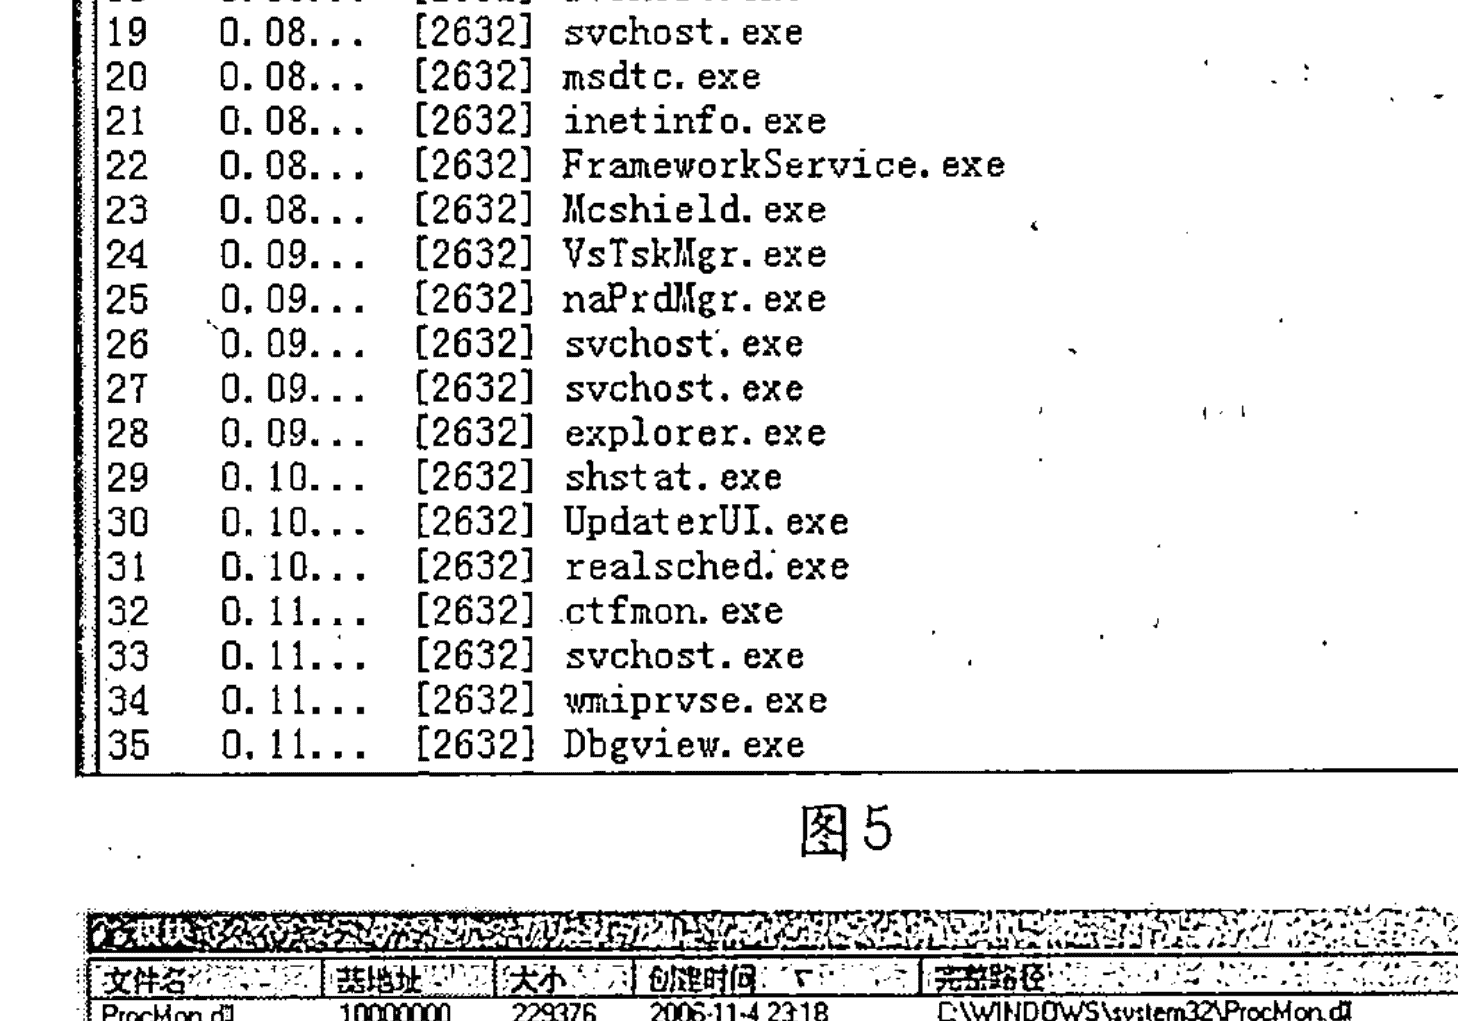 19 0.08... [2632] svchost.exe
20 0.08... [2632] msdtc.exe
21 0.08... [2632] inetinfo.exe
22 0.08... [2632] FrameworkService.exe
23 0.08... [2632] Mcshield.exe
24 0.09... [2632] VsTskMgr.exe
25 0.09... [2632] naPrdMgr.exe
26 0.09... [2632] svchost.exe
27 0.09... [2632] svchost.exe
28 0.09... [2632] explorer.exe
29 0.10... [2632] shstat.exe
30 0.10... [2632] UpdaterUI.exe
31 0.10... [2632] realsched.exe
32 0.11... [2632] ctfmon.exe
33 0.11... [2632] svchost.exe
34 0.11... [2632] wmiprvse.exe
35 0.11... [2632] Dbgview.exe
图5
文件名 基地址 大小 创建时间 完整路径
ProcMon.dll 10000000 229376 2006-11-4 23:18 C:\WINDOWS\system32\ProcMon.dll